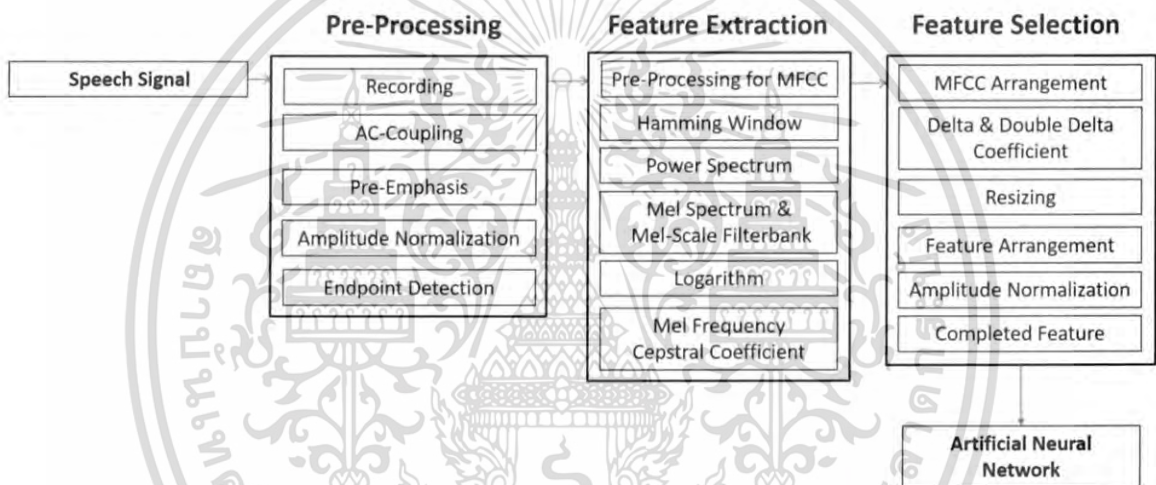 Pre-Processing
Feature Extraction
Feature Selection
Speech Signal
Recording
AC-Coupling
Pre-Emphasis
Amplitude Normalization
Endpoint Detection
Pre-Processing for MFCC
Hamming Window
Power Spectrum
Mel Spectrum &
Mel-Scale Filterbank
Logarithm
Mel Frequency
Cepstral Coefficient
MFCC Arrangement
Delta & Double Delta
Coefficient
Resizing
Feature Arrangement
Amplitude Normalization
Completed Feature
Artificial Neural
Network